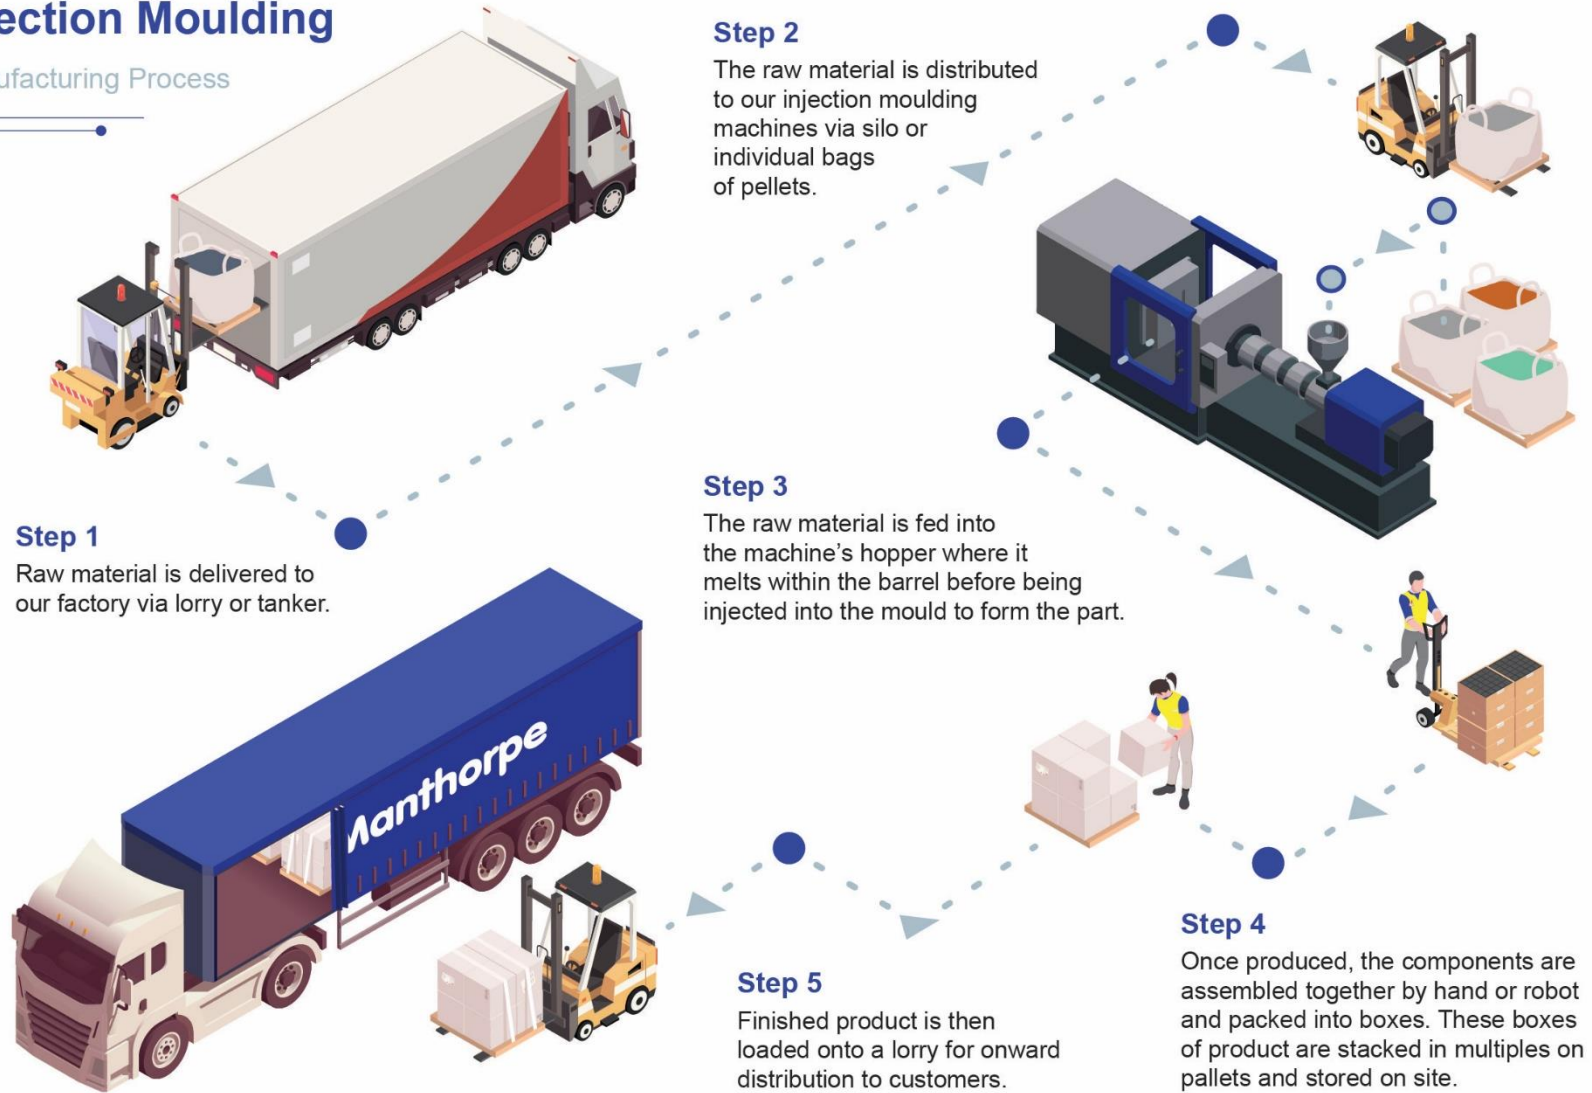 ection Moulding
ufacturing Process
Step 1
Raw material is delivered to
our factory via lorry or tanker.
Step 2
The raw material is distributed
to our injection moulding
machines via silo or
individual bags
of pellets.
Step 3
The raw material is fed into
the machine’s hopper where it
melts within the barrel before being
injected into the mould to form the part.
Step 4
Once produced, the components are
assembled together by hand or robot
and packed into boxes. These boxes
of product are stacked in multiples on
pallets and stored on site.
Step 5
Finished product is then
loaded onto a lorry for onward
distribution to customers.
Manthorpe